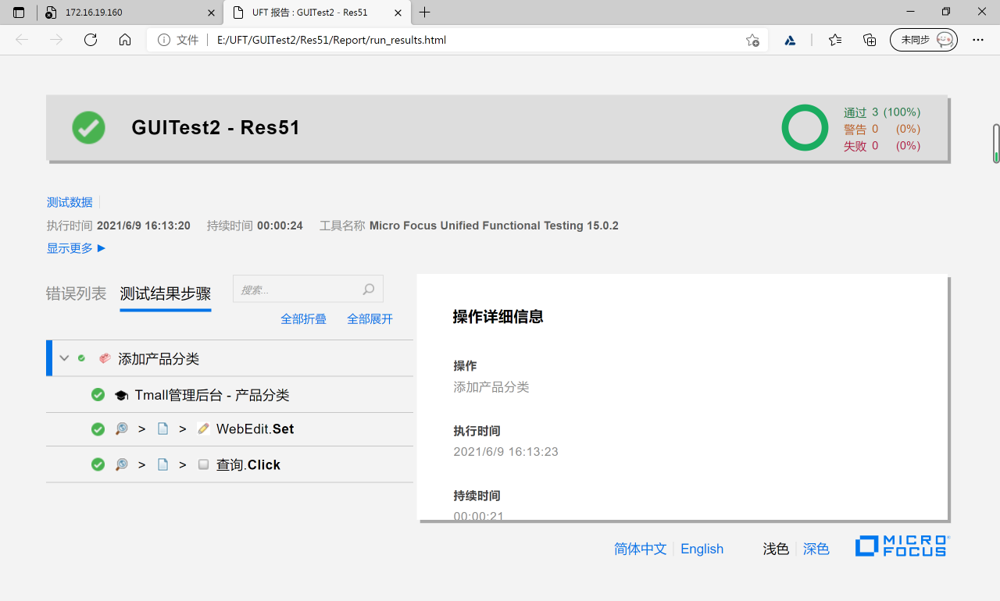 172.16.19.160
UFT 报告 : GUITest2 - Res51
文件
E:/UFT/GUITest2/Res51/Report/run_results.html
未同步
GUITest2 - Res51
通过 3 (100%)
警告 0 (0%)
失败 0 (0%)
测试数据
执行时间 2021/6/9 16:13:20 持续时间 00:00:24 工具名称 Micro Focus Unified Functional Testing 15.0.2
显示更多
错误列表 测试结果步骤
搜索...
全部折叠 全部展开
添加产品分类
Tmall管理后台 - 产品分类
> > WebEdit.Set
> > 查询.Click
操作详细信息
操作
添加产品分类
执行时间
2021/6/9 16:13:23
持续时间
00:00:21
简体中文 English 浅色 深色
MICRO
FOCUS